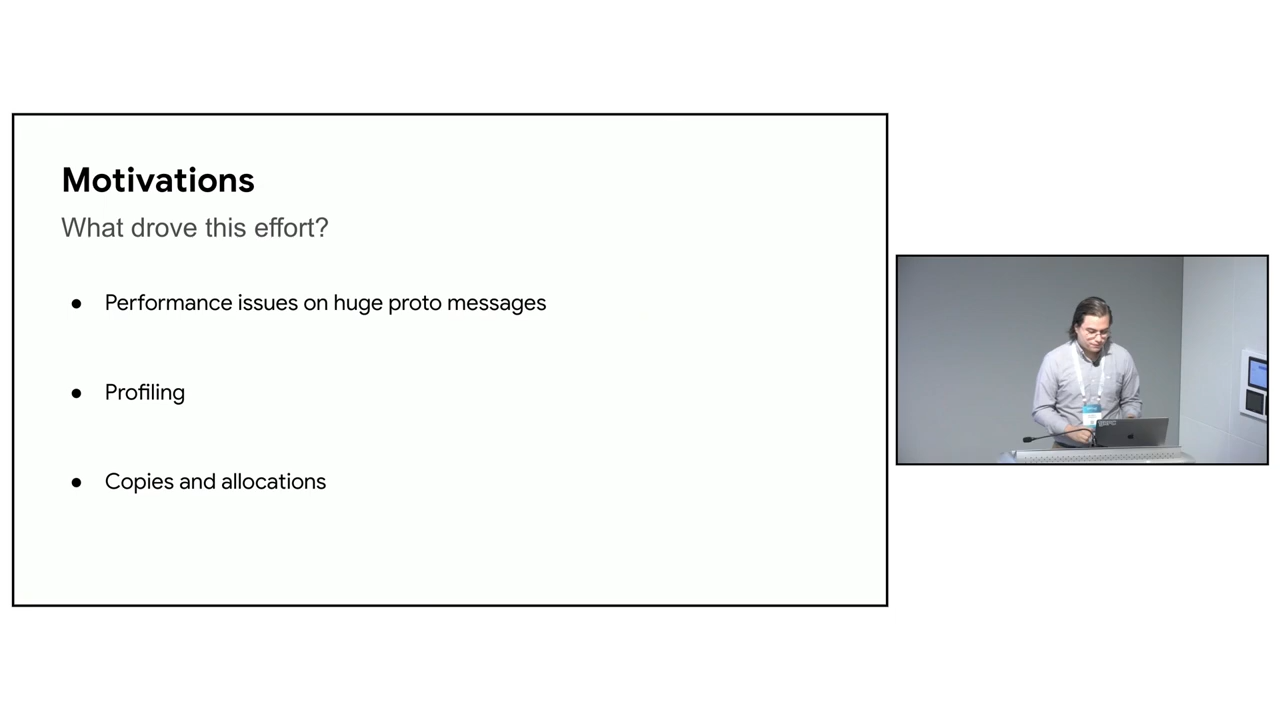 Motivations
What drove this effort?
● Performance issues on huge proto messages
● Profiling
● Copies and allocations